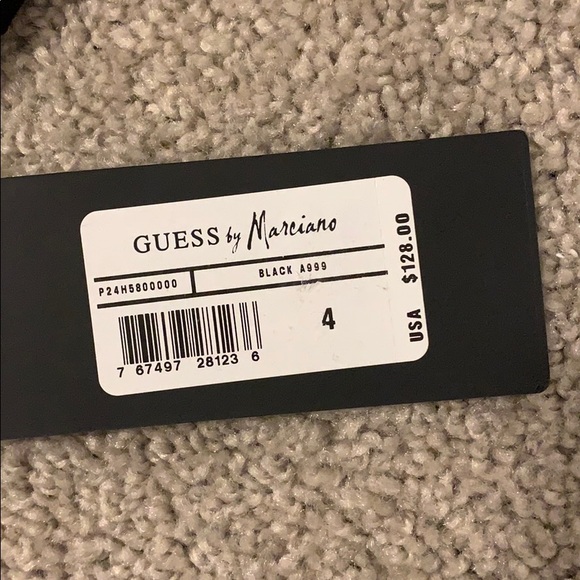 GUESS by Marciano
P24H5800000 BLACK A999
4
7 67497 28123 6
USA $128.00